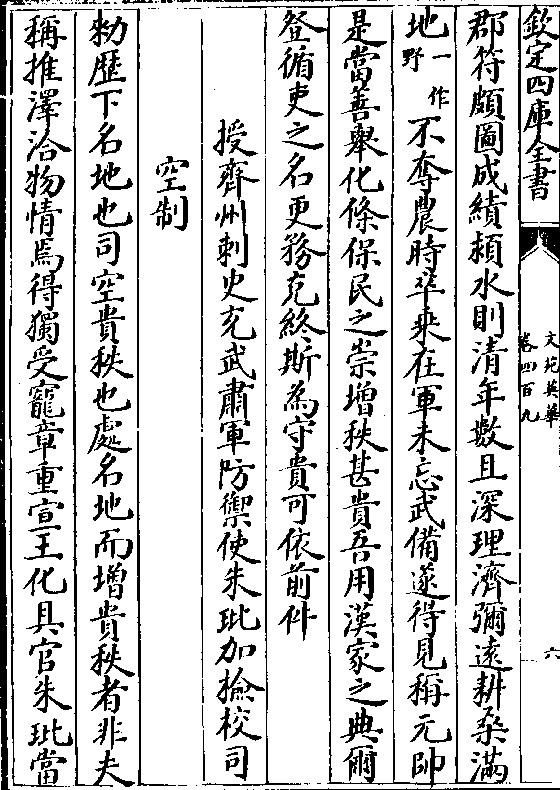 欽定四庫全書
文苑英華
卷四百九
六
郡符頗圖成績潁水則清年數且深理濟彌遠耕桑滿
地一作野不奪農時卒乘在軍未忘武備遂得見稱元帥
是當善舉化條保民之崇增秩甚貴吾用漢家之典爾
登循吏之名更務克終斯為守貴可依前件
授齊州刺史充武肅軍防禦使朱玭加檢校司
空制
勑歷下名地也司空貴秩也處名地而增貴秩者非夫
稱推澤洽物情焉得獨受寵章重宣王化具官朱玭當